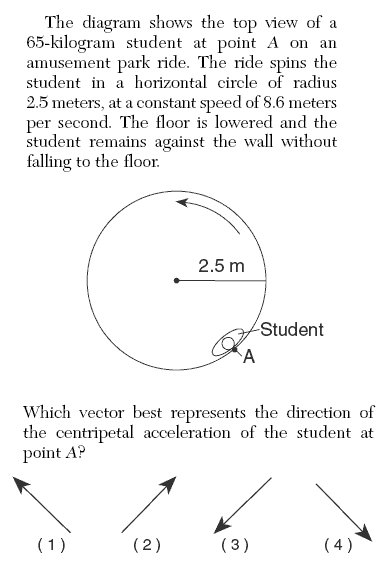 The diagram shows the top view of a
65-kilogram student at point A on an
amusement park ride. The ride spins the
student in a horizontal circle of radius
2.5 meters, at a constant speed of 8.6 meters
per second. The floor is lowered and the
student remains against the wall without
falling to the floor.
2.5 m
Student
A
Which vector best represents the direction of
the centripetal acceleration of the student at
point A?
(1) (2) (3) (4)